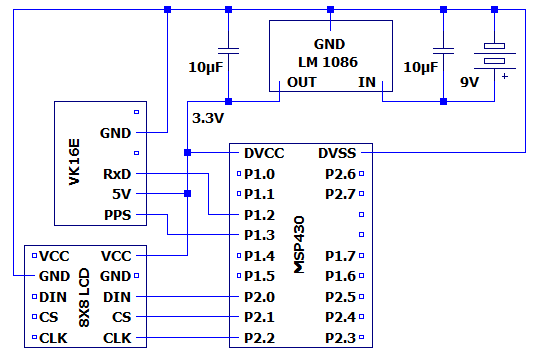 GND
LM 1086
OUT IN
10µF
10µF
9V
+
3.3V
VK16E
GND
RxD
5V
PPS
MSP430
DVCC DVSS
P1.0 P2.6
P1.1 P2.7
P1.2
P1.3
P1.4 P1.7
P1.5 P1.6
P2.0 P2.5
P2.1 P2.4
P2.2 P2.3
8X8 LCD
VCC VCC
GND GND
DIN DIN
CS CS
CLK CLK